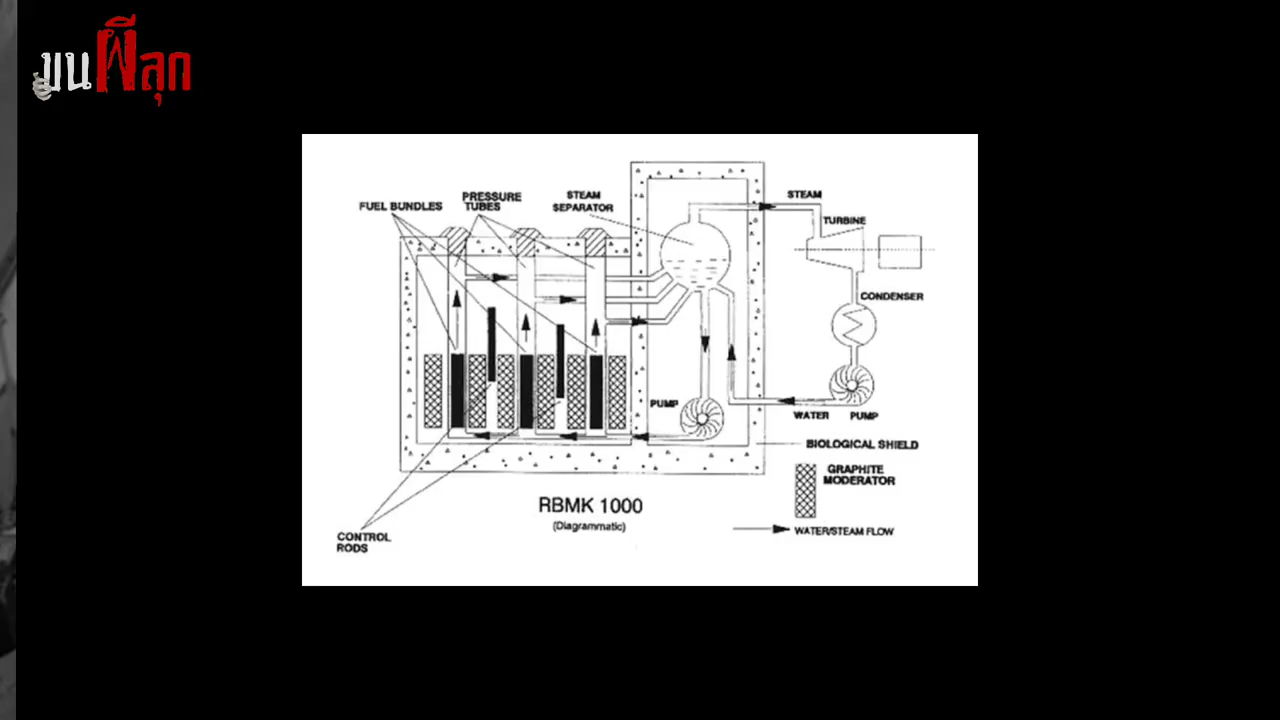 ขนผีลุก
FUEL BUNDLES
PRESSURE
TUBES
STEAM
SEPARATOR
STEAM
TURBINE
CONDENSER
PUMP
WATER
PUMP
BIOLOGICAL SHIELD
GRAPHITE
MODERATOR
RBMK 1000
(Diagrammatic)
WATER/STEAM FLOW
CONTROL
RODS